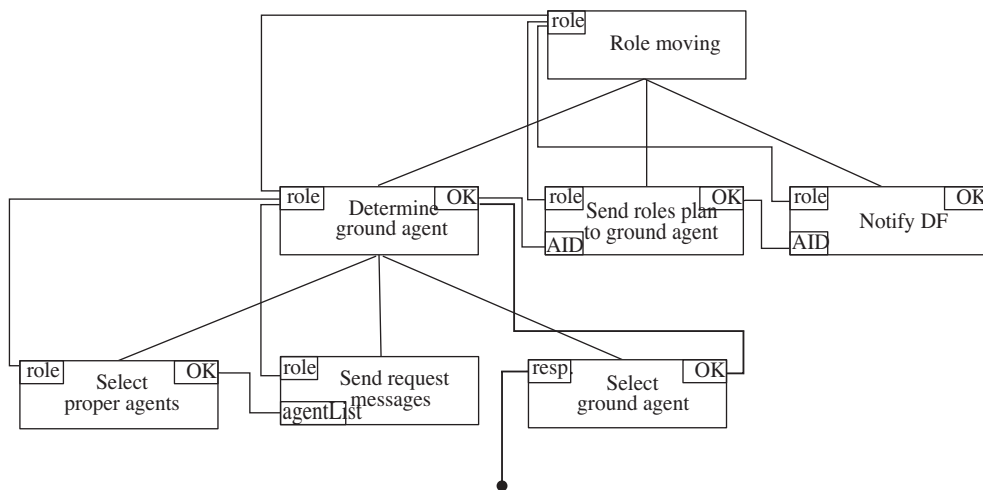 role
Role moving
role
OK
Determine
ground agent
role
OK
Send roles plan
to ground agent
AID
role
OK
Notify DF
AID
role
OK
Select
proper agents
role
Send request
messages
agentList
resp.
OK
Select
ground agent